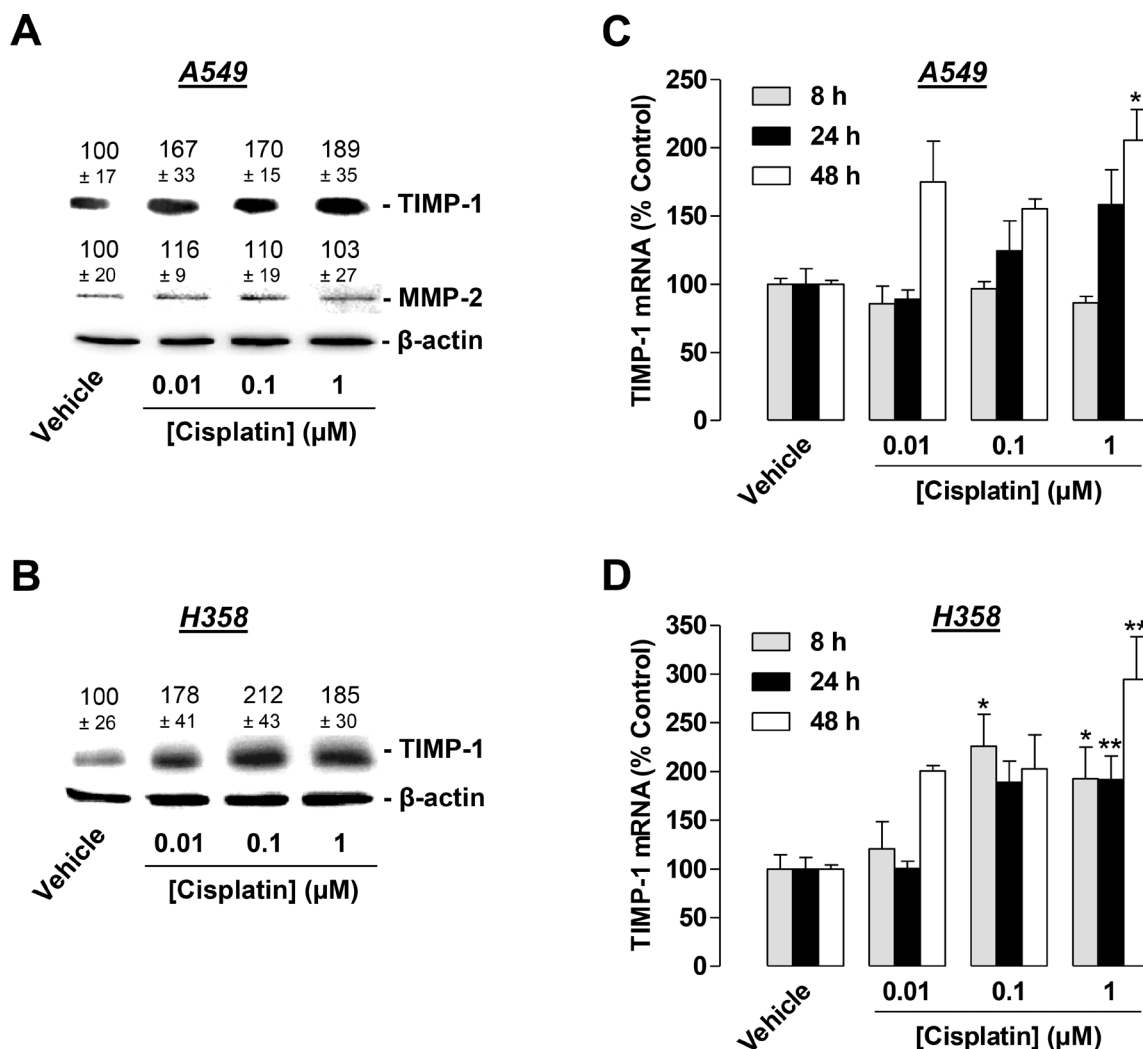 A
A549
100 167 170 189
± 17 ± 33 ± 15 ± 35
- TIMP-1
100 116 110 103
± 20 ± 9 ± 19 ± 27
- MMP-2
- β-actin
Vehicle 0.01 0.1 1
[Cisplatin] (µM)
B
H358
100 178 212 185
± 26 ± 41 ± 43 ± 30
- TIMP-1
- β-actin
Vehicle 0.01 0.1 1
[Cisplatin] (µM)
C
A549
TIMP-1 mRNA (% Control)
250
200
150
100
50
0
8 h
24 h
48 h
*
Vehicle 0.01 0.1 1
[Cisplatin] (µM)
D
H358
TIMP-1 mRNA (% Control)
350
300
250
200
150
100
50
0
8 h
24 h
48 h
* * ** **
Vehicle 0.01 0.1 1
[Cisplatin] (µM)